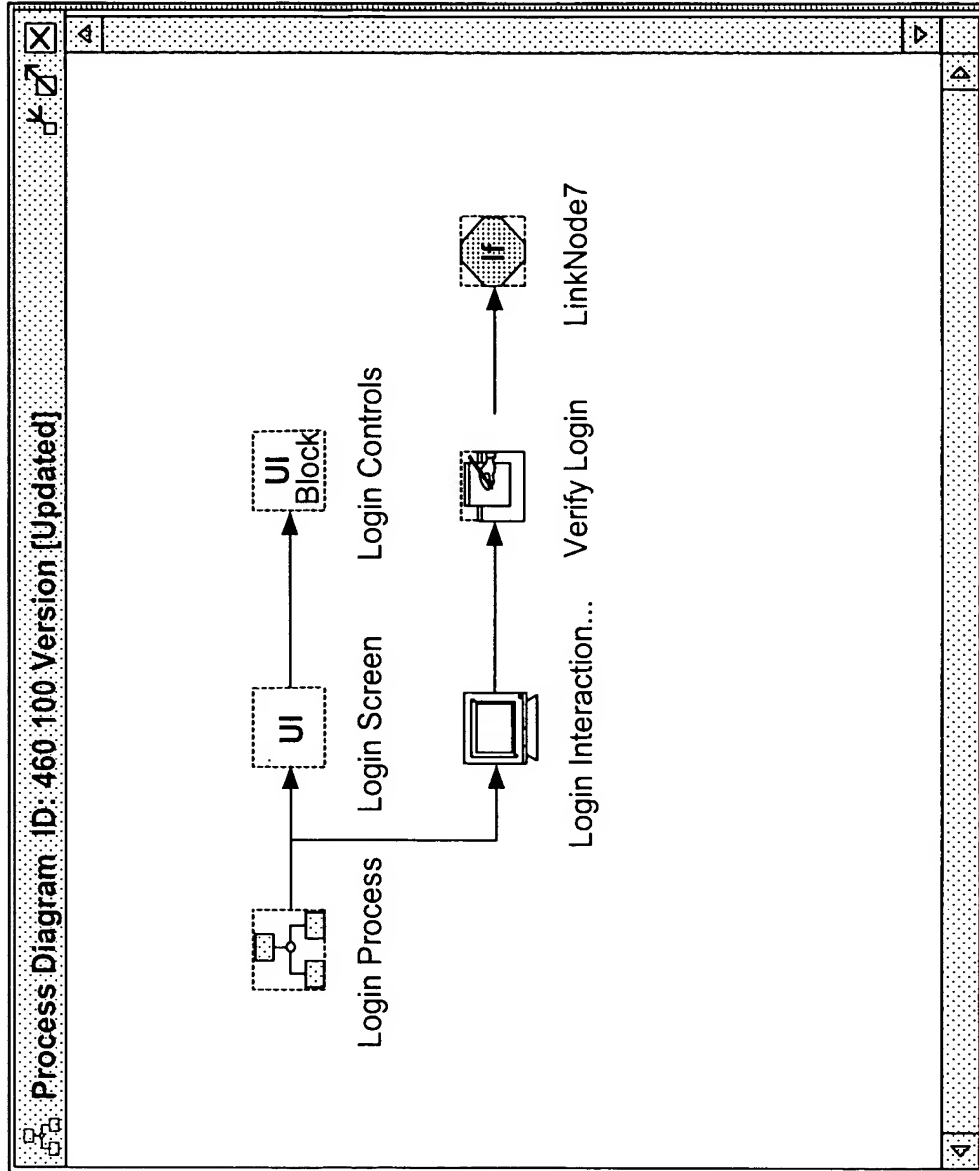 Process Diagram ID: 460 100 Version [Updated]
UI
UI
Block
Login Process
Login Screen
Login Controls
If
Login Interaction...
Verify Login
LinkNode7